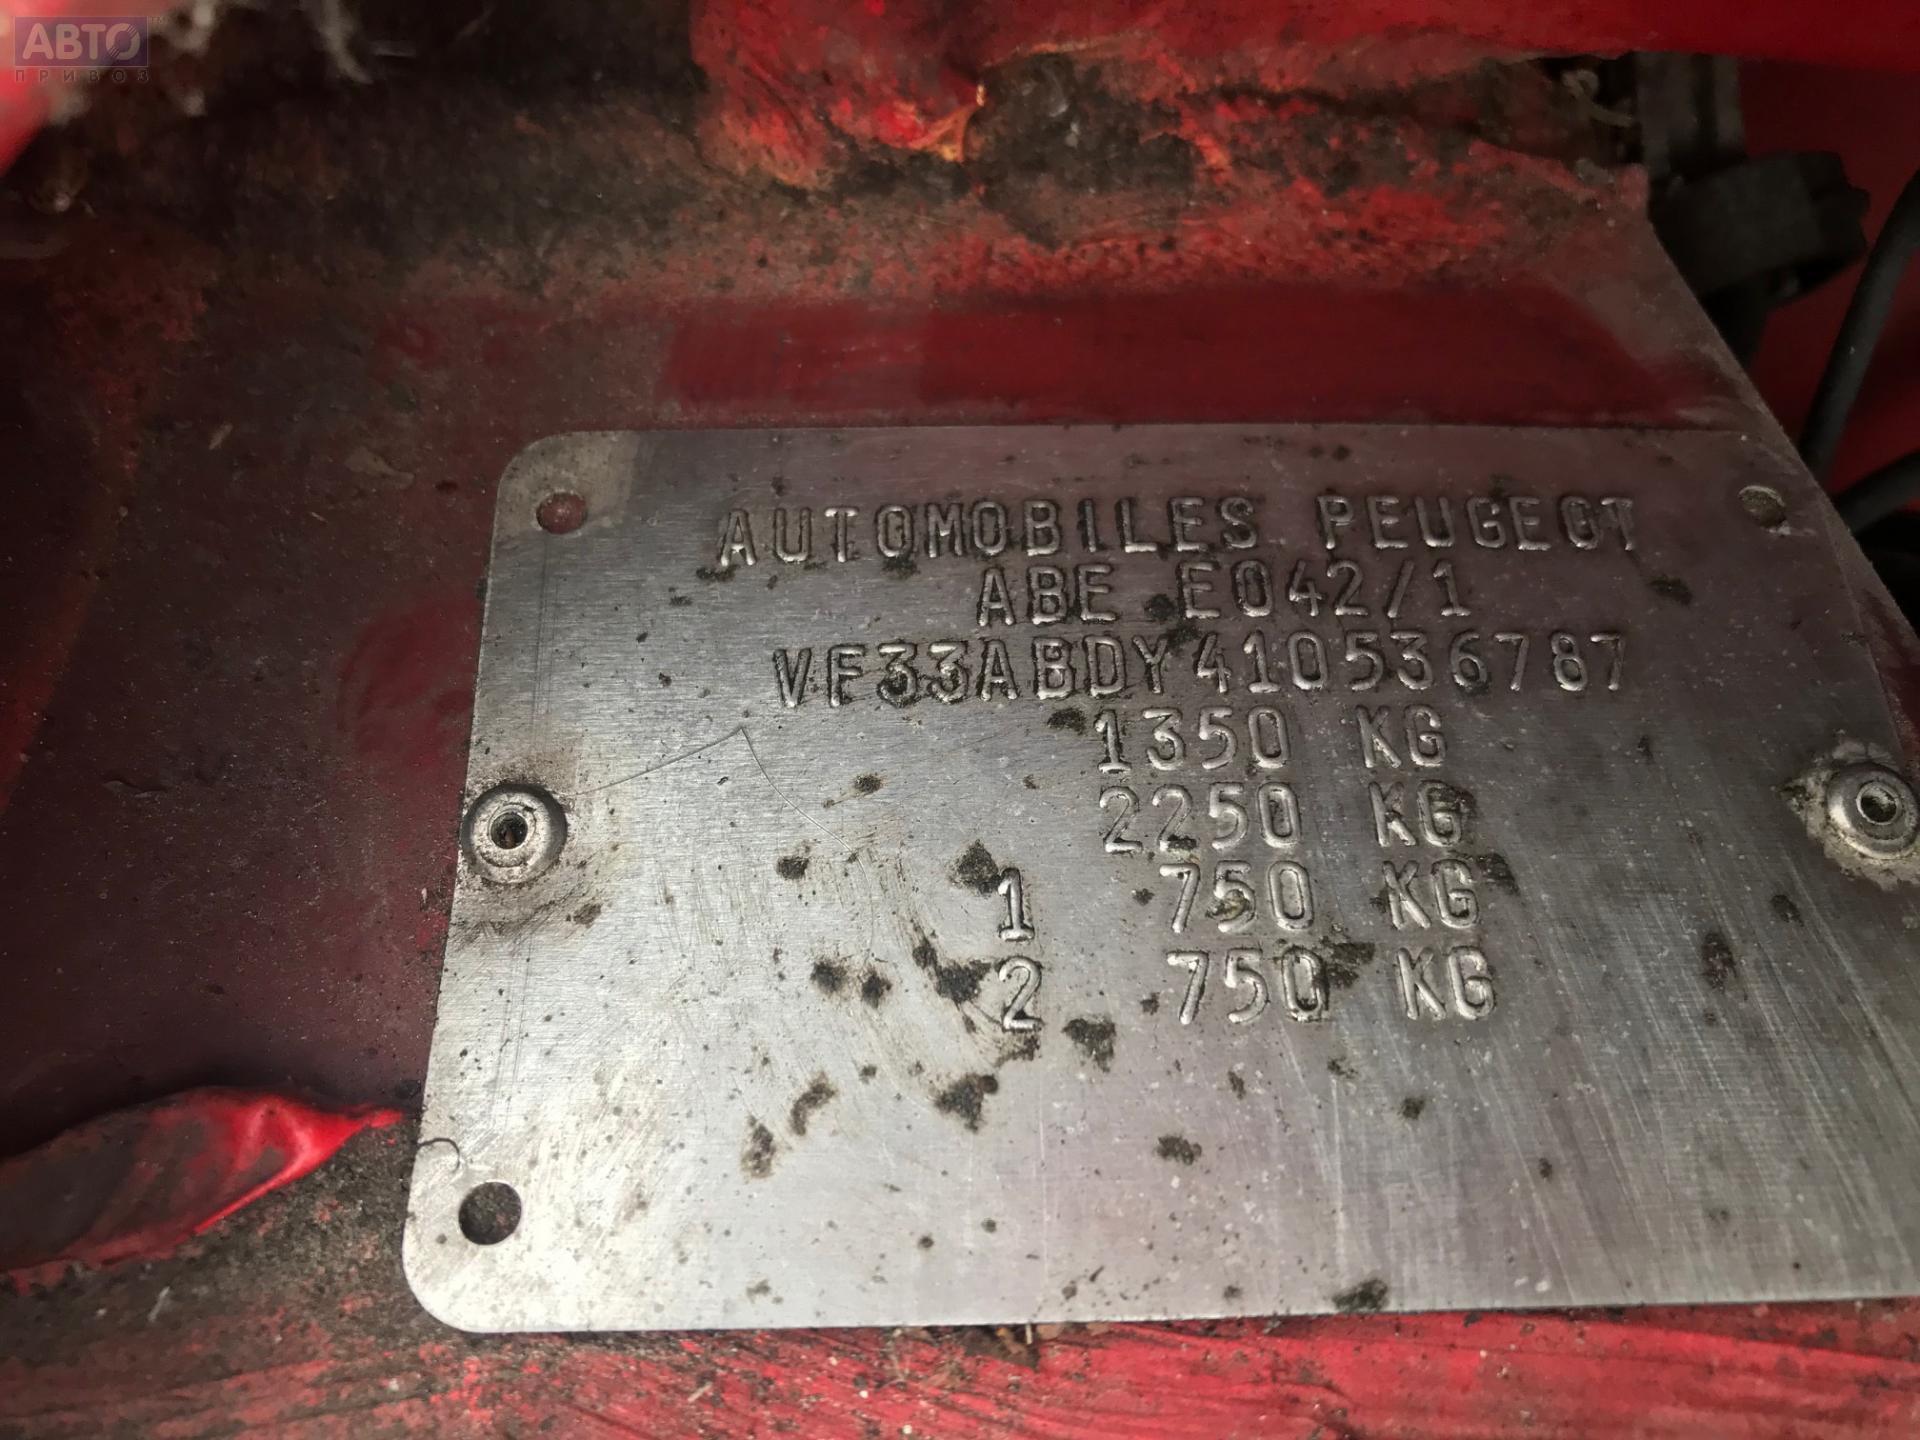 АВТО
ПРИВОЗ
AUTOMOBILES PEUGEOT
ABE E042/1
VF33ABDY410536787
1350 KG
2250 KG
1 750 KG
2 750 KG